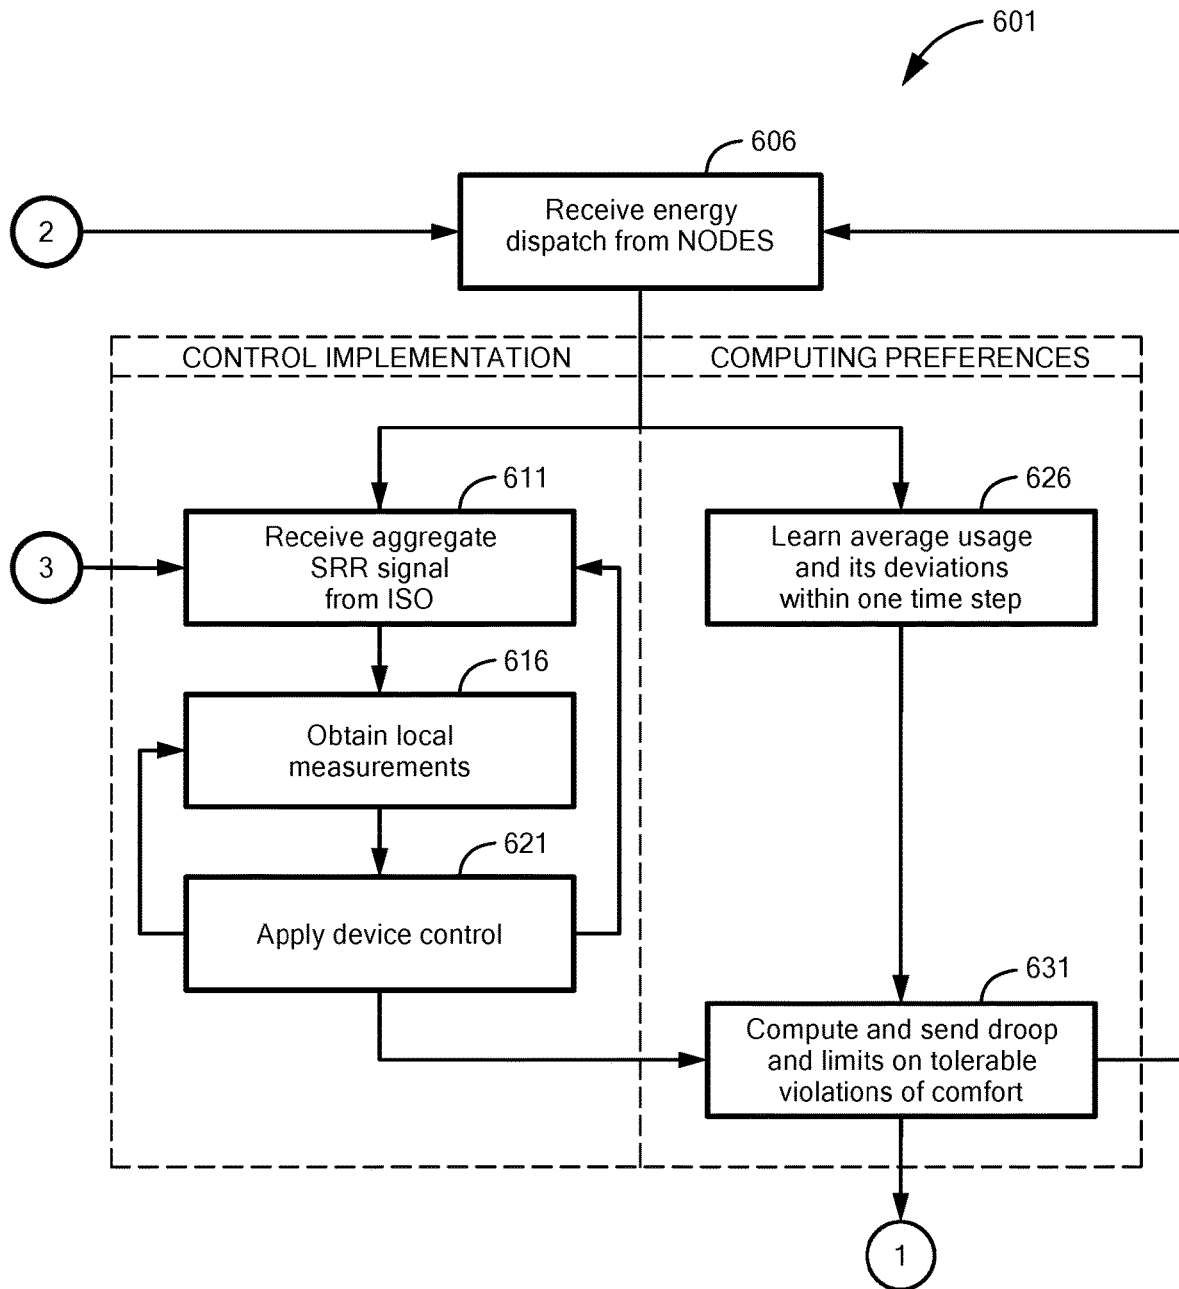 601
606
Receive energy
dispatch from NODES
2
CONTROL IMPLEMENTATION
COMPUTING PREFERENCES
611
Receive aggregate
SRR signal
from ISO
3
626
Learn average usage
and its deviations
within one time step
616
Obtain local
measurements
621
Apply device control
631
Compute and send droop
and limits on tolerable
violations of comfort
1